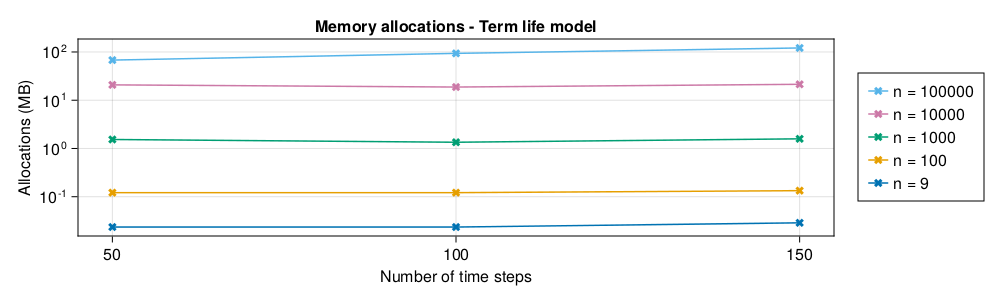 Memory allocations - Term life model
Allocations (MB)
10²
10¹
10⁰
10⁻¹
50
100
150
Number of time steps
n = 100000
n = 10000
n = 1000
n = 100
n = 9